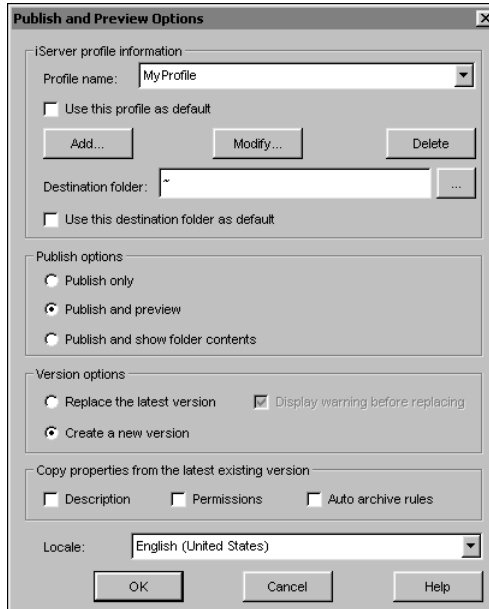 Publish and Preview Options
iServer profile information
Profile name: MyProfile
Use this profile as default
Add... Modify... Delete
Destination folder: ~ ...
Use this destination folder as default
Publish options
Publish only
Publish and preview
Publish and show folder contents
Version options
Replace the latest version Display warning before replacing
Create a new version
Copy properties from the latest existing version
Description Permissions Auto archive rules
Locale: English (United States)
OK Cancel Help